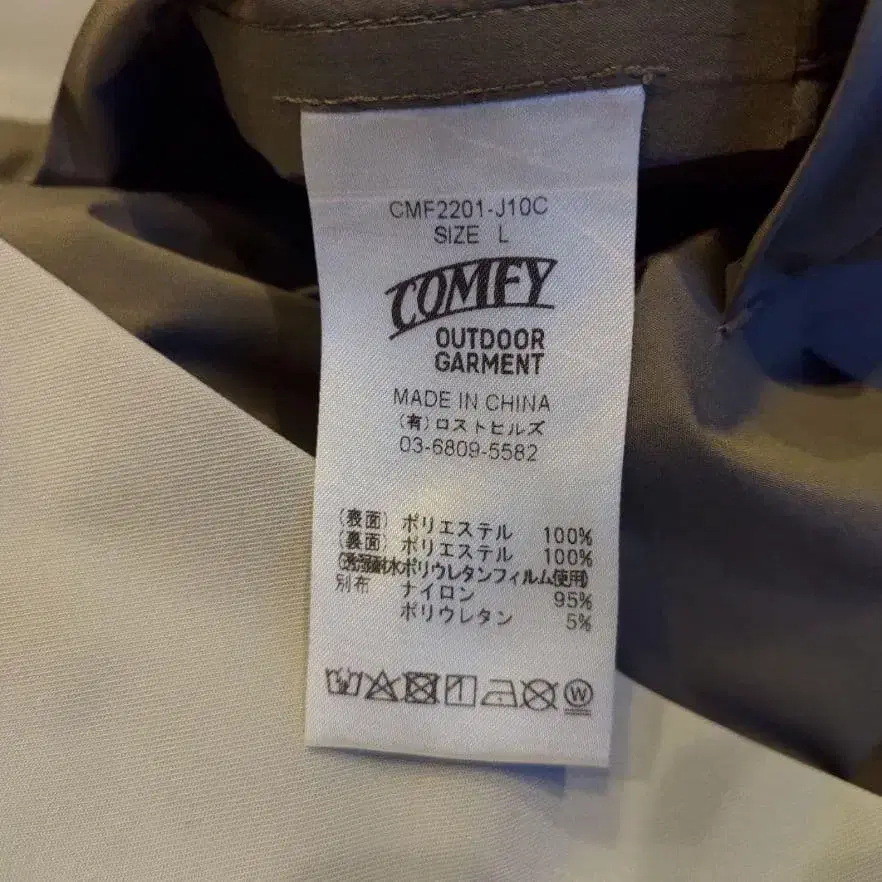 CMF2201-J10C
SIZE L
COMFY
OUTDOOR
GARMENT
MADE IN CHINA
(有)ロストヒルズ
03-6809-5582
(表面) ポリエステル 100%
(裏面) ポリエステル 100%
(透湿耐水ポリウレタンフィルム使用)
別布 ナイロン 95%
ポリウレタン 5%
W